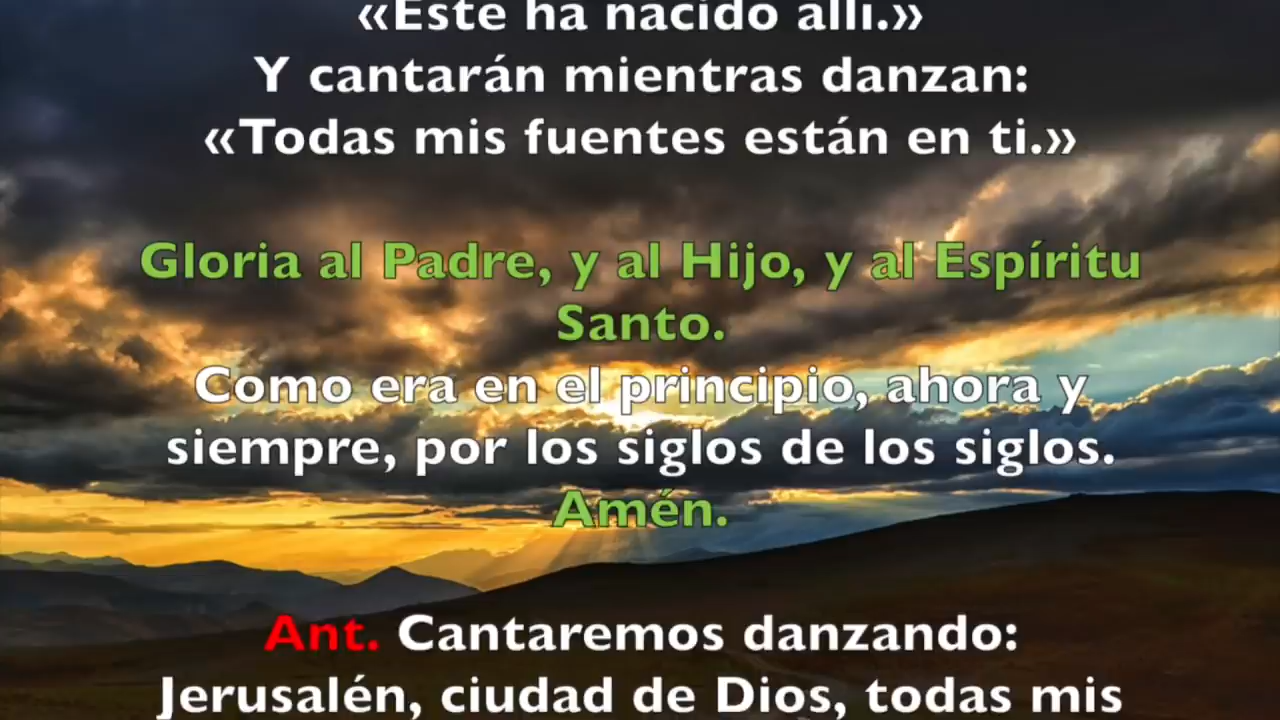 «Este ha nacido allí.»
Y cantarán mientras danzan:
«Todas mis fuentes están en ti.»
Gloria al Padre, y al Hijo, y al Espíritu
Santo.
Como era en el principio, ahora y
siempre, por los siglos de los siglos.
Amén.
Ant. Cantaremos danzando:
Jerusalén, ciudad de Dios, todas mis